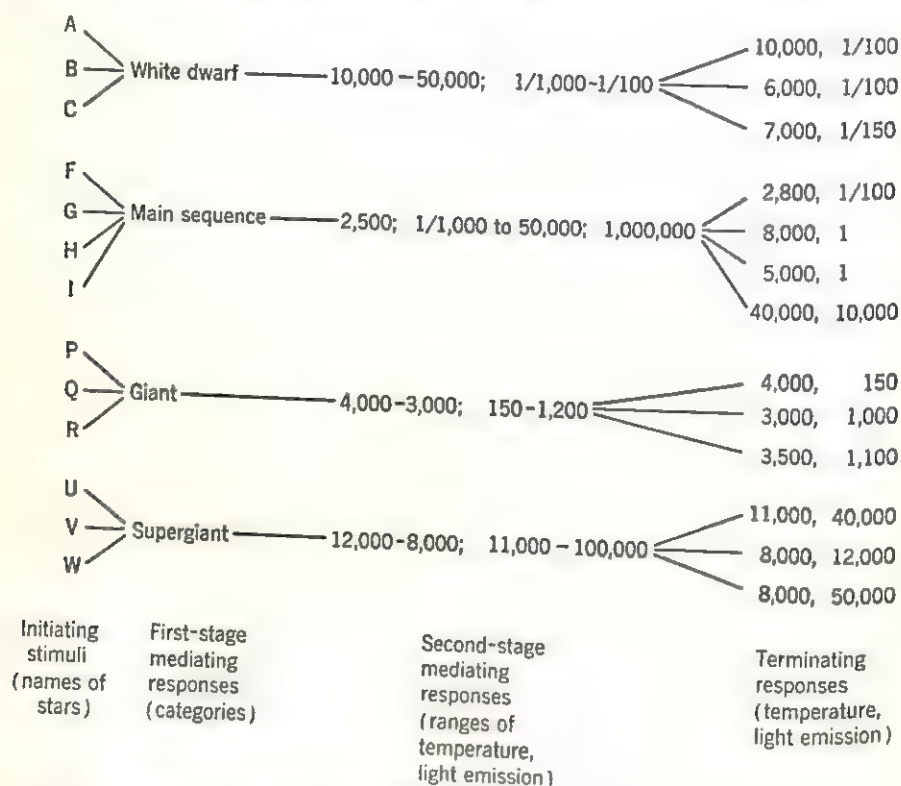 A
B
C
White dwarf
10,000 – 50,000; 1/1,000~1/100
10,000, 1/100
6,000, 1/100
7,000, 1/150
F
G
H
I
Main sequence
2,500; 1/1,000 to 50,000; 1,000,000
2,800, 1/100
8,000, 1
5,000, 1
40,000, 10,000
P
Q
R
Giant
4,000–3,000; 150–1,200
4,000, 150
3,000, 1,000
3,500, 1,100
U
V
W
Supergiant
12,000-8,000; 11,000 – 100,000
11,000, 40,000
8,000, 12,000
8,000, 50,000
Initiating
stimuli
(names of
stars)
First-stage
mediating
responses
(categories)
Second-stage
mediating
responses
(ranges of
temperature,
light emission)
Terminating
responses
(temperature,
light emission)